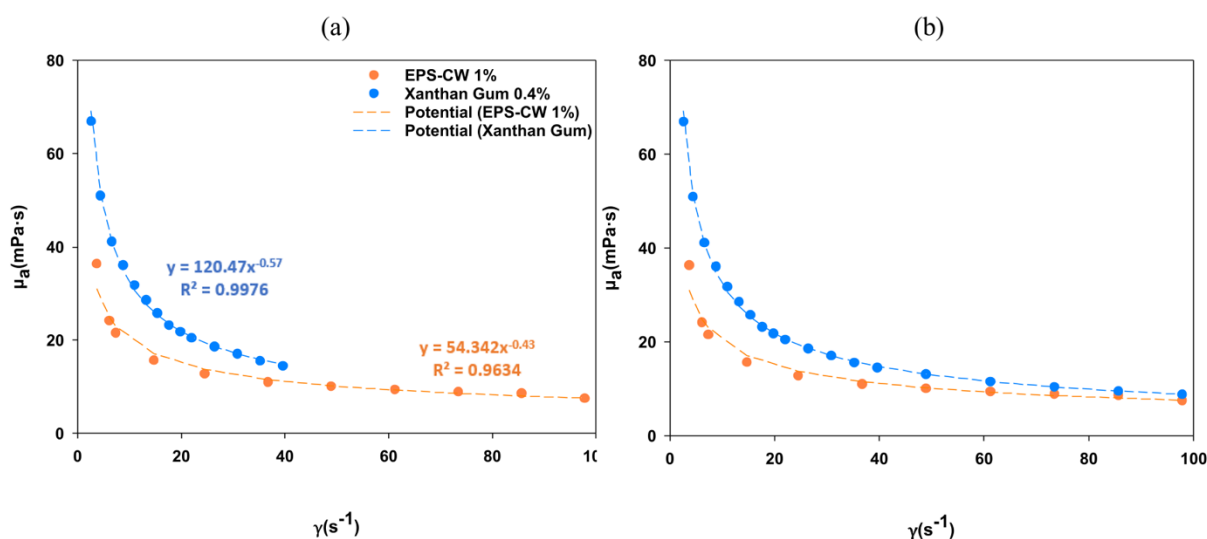 (a)
80
60
40
20
0
μa(mPa·s)
EPS-CW 1%
Xanthan Gum 0.4%
Potential (EPS-CW 1%)
Potential (Xanthan Gum)
y = 120.47x^-0.57
R² = 0.9976
y = 54.342x^-0.43
R² = 0.9634
0 20 40 60 80 10
γ(s^-1)
(b)
80
60
40
20
0
μa(mPa·s)
0 20 40 60 80 100
γ(s^-1)